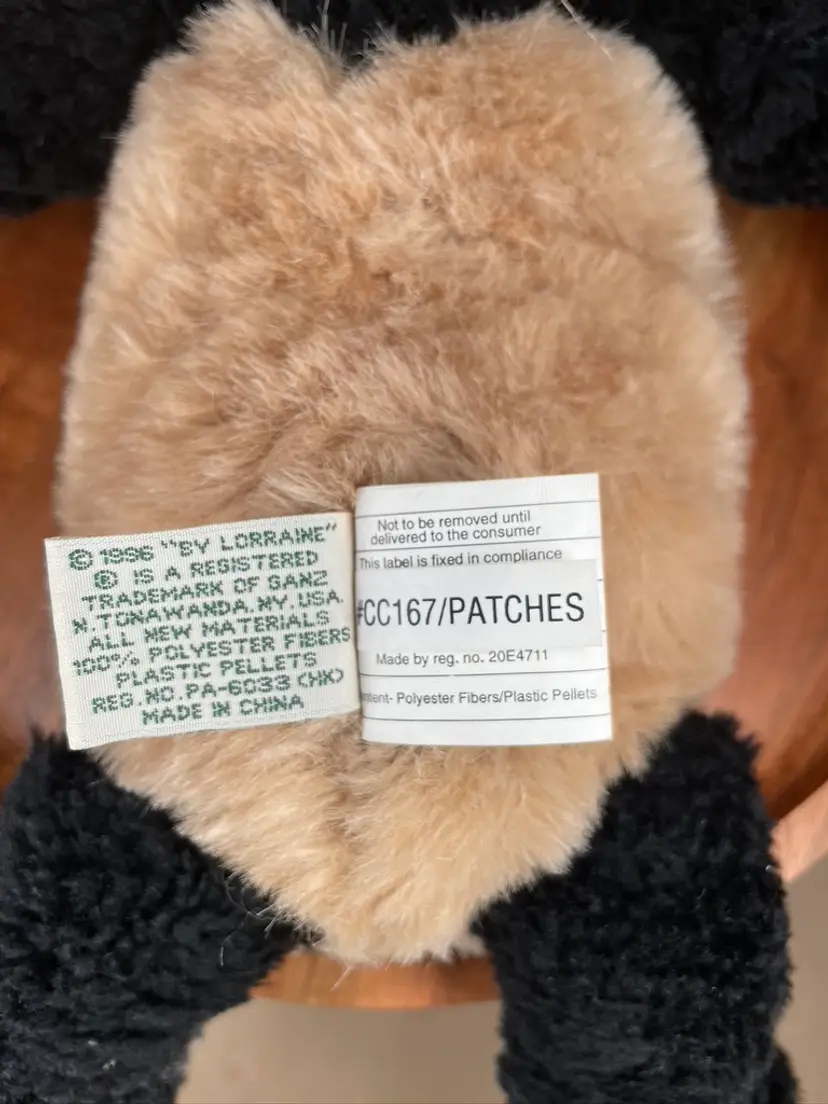 © 1996 "BY LORRAINE"
® IS A REGISTERED
TRADEMARK OF GANZ
N.TONAWANDA.NY.USA.
ALL NEW MATERIALS
100% POLYESTER FIBERS
PLASTIC PELLETS
REG.NO.PA-6033 (HK)
MADE IN CHINA
Not to be removed until
delivered to the consumer
This label is fixed in compliance
#CC167/PATCHES
Made by reg. no. 20E4711
Polyester Fibers/Plastic Pellets